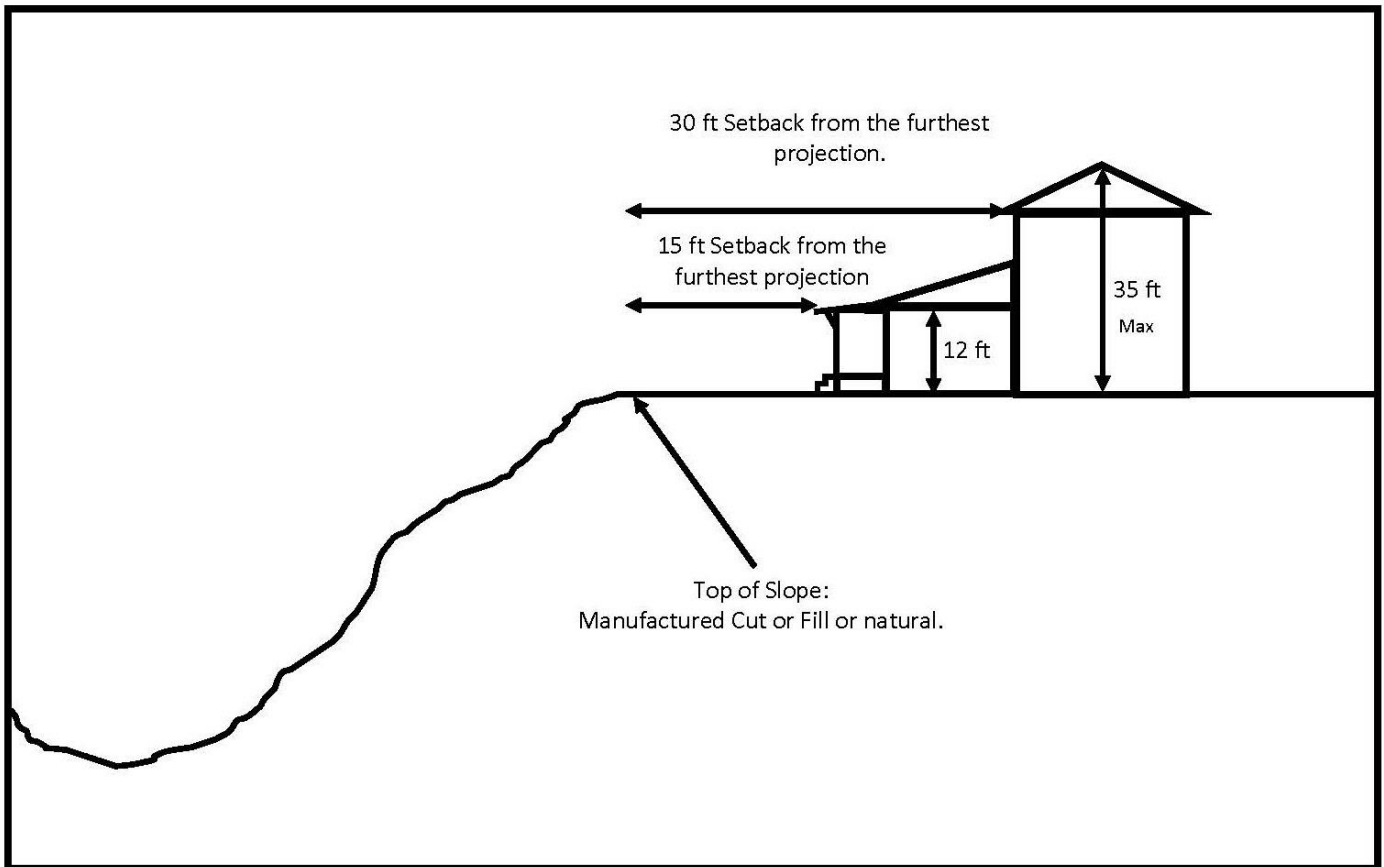 30 ft Setback from the furthest
projection.
15 ft Setback from the
furthest projection
35 ft
Max
12 ft
Top of Slope:
Manufactured Cut or Fill or natural.